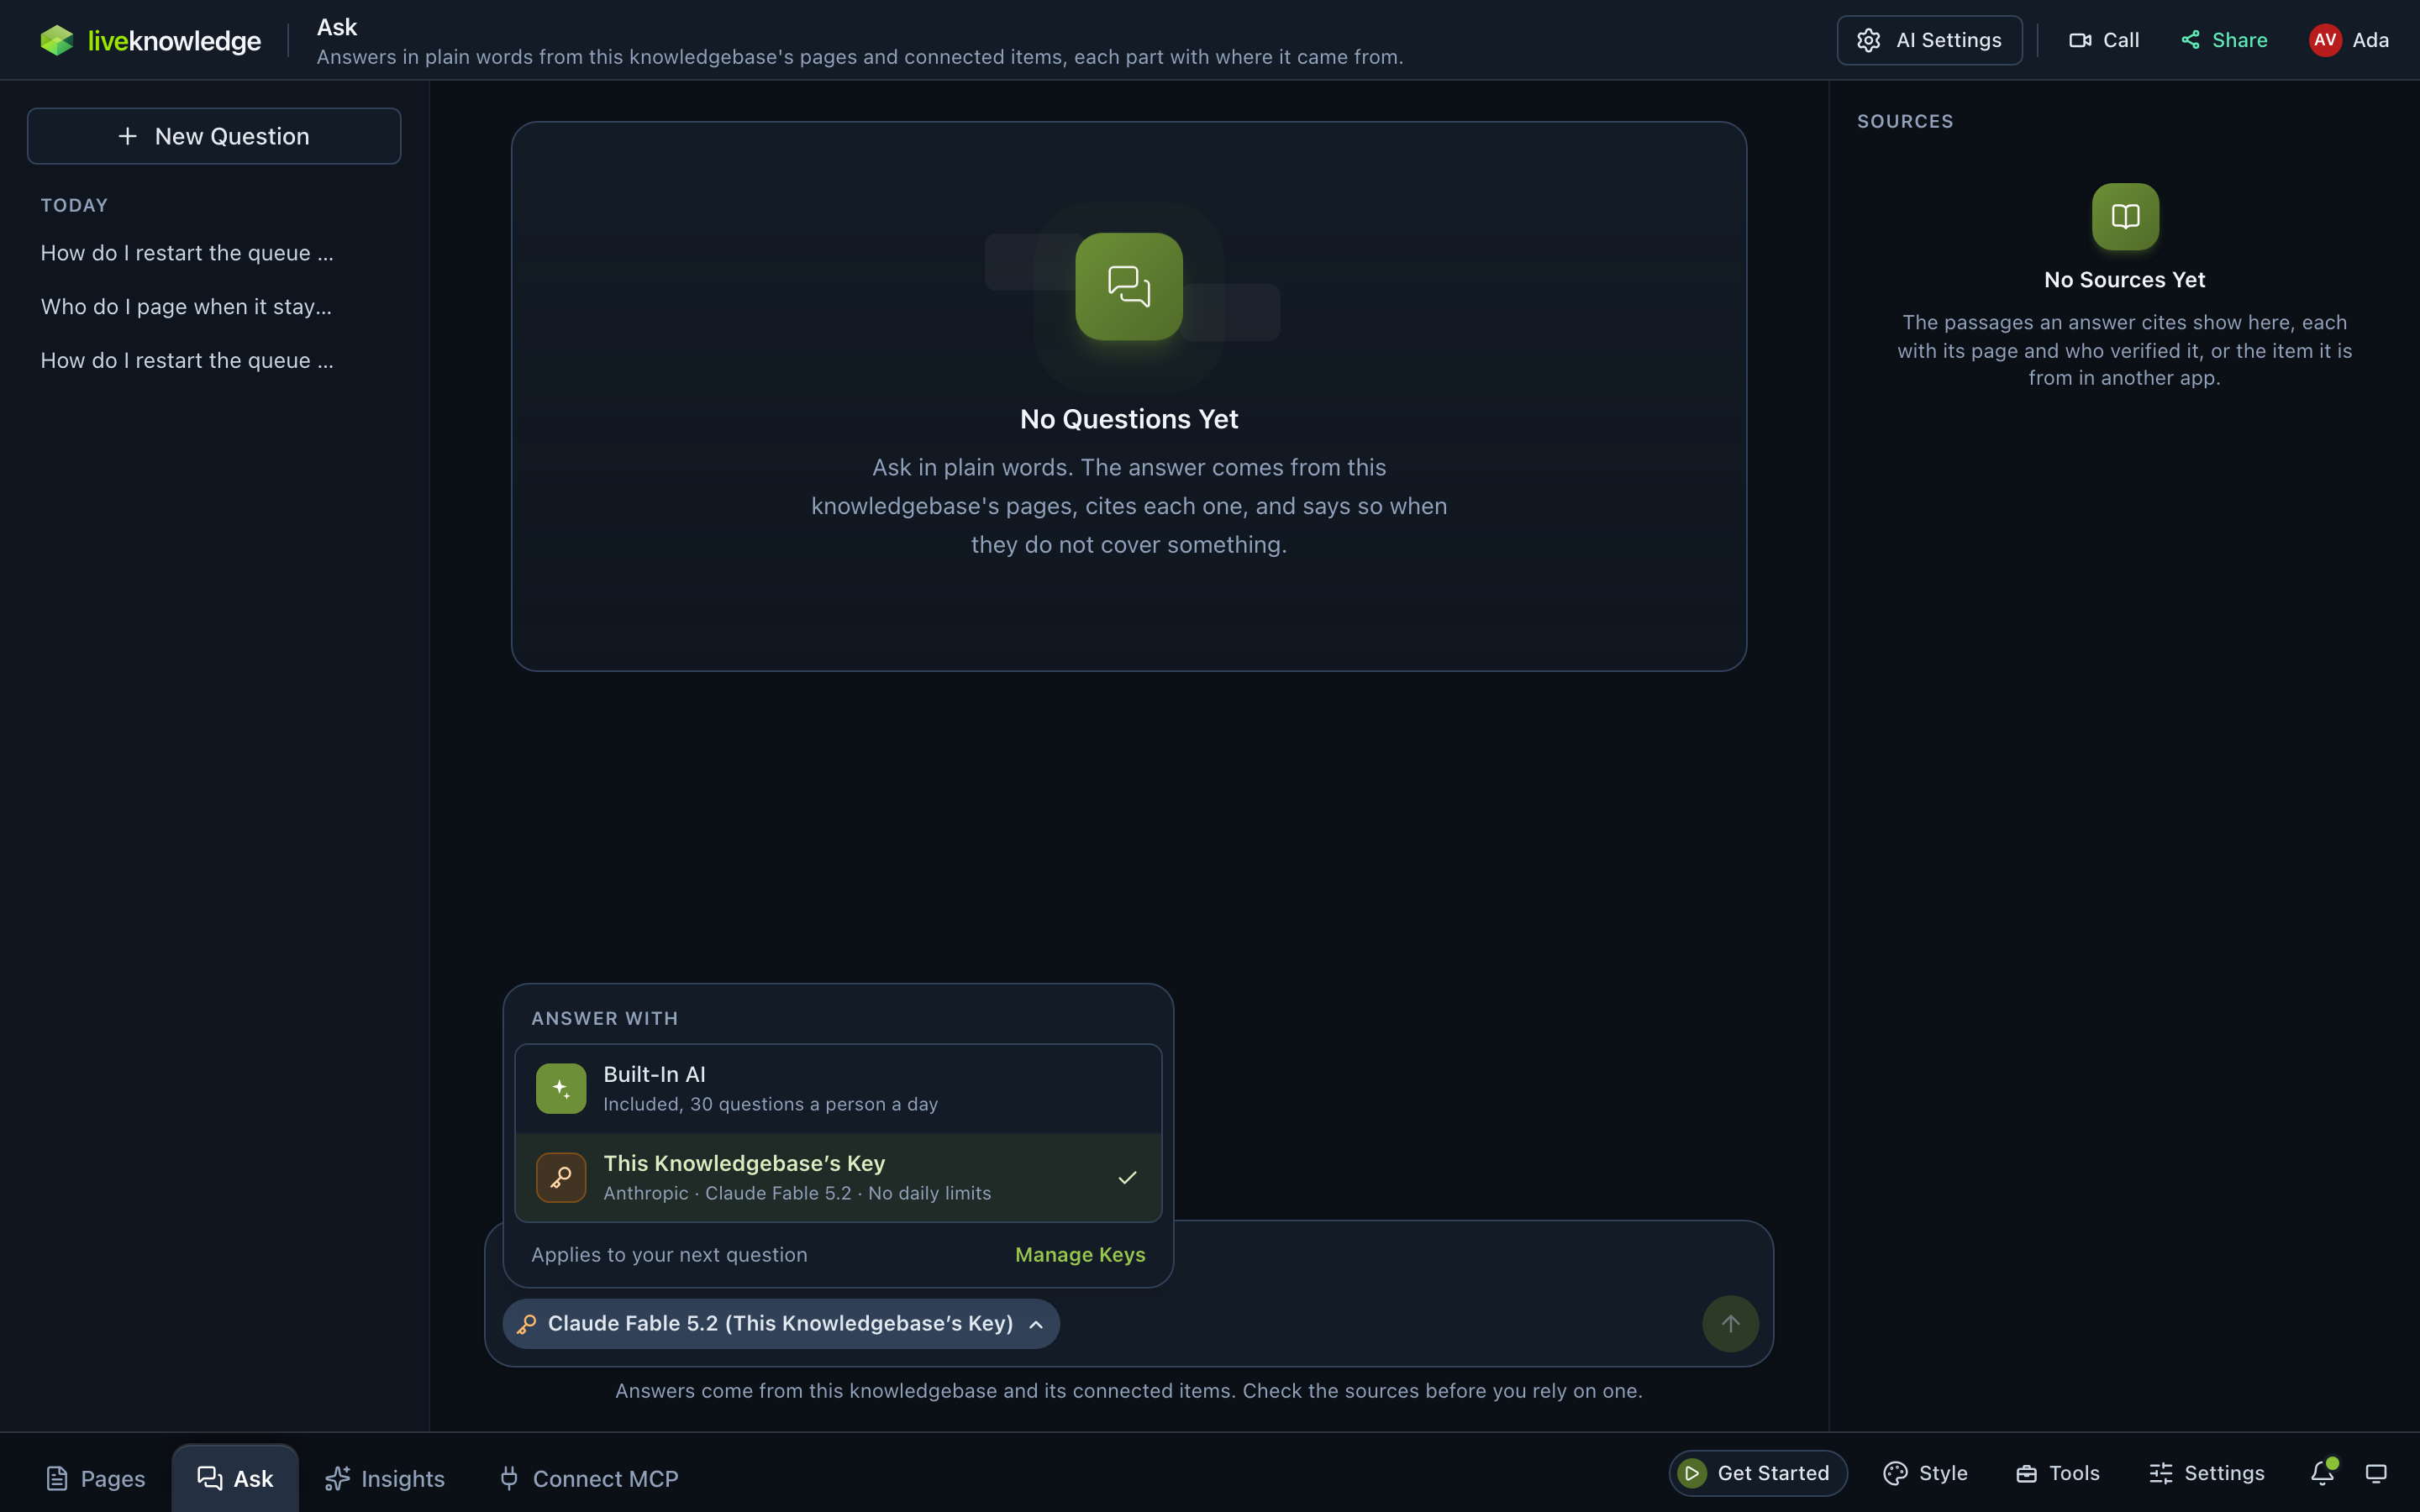 liveknowledge
Ask
Answers in plain words from this knowledgebase's pages and connected items, each part with where it came from.
AI Settings
Call
Share
AV
Ada
New Question
TODAY
How do I restart the queue ...
Who do I page when it stay...
How do I restart the queue ...
No Questions Yet
Ask in plain words. The answer comes from this
knowledgebase's pages, cites each one, and says so when
they do not cover something.
SOURCES
No Sources Yet
The passages an answer cites show here, each
with its page and who verified it, or the item it is
from in another app.
ANSWER WITH
Built-In AI
Included, 30 questions a person a day
This Knowledgebase’s Key
Anthropic · Claude Fable 5.2 · No daily limits
Applies to your next question
Manage Keys
Claude Fable 5.2 (This Knowledgebase’s Key)
Answers come from this knowledgebase and its connected items. Check the sources before you rely on one.
Pages
Ask
Insights
Connect MCP
Get Started
Style
Tools
Settings